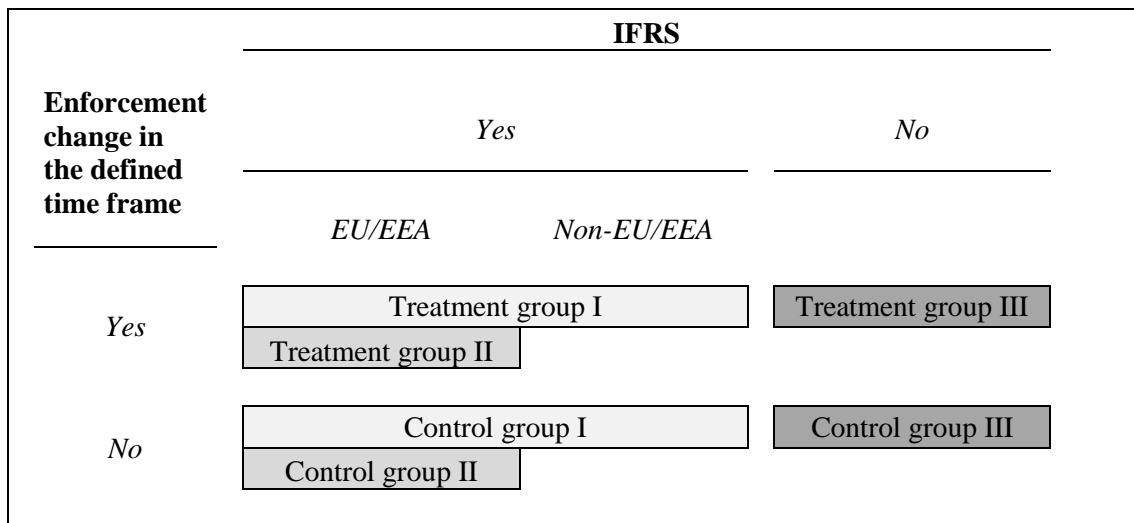 IFRS
Enforcement
change in
the defined
time frame
Yes
No
EU/EEA
Non-EU/EEA
Yes
Treatment group I
Treatment group III
Treatment group II
No
Control group I
Control group III
Control group II